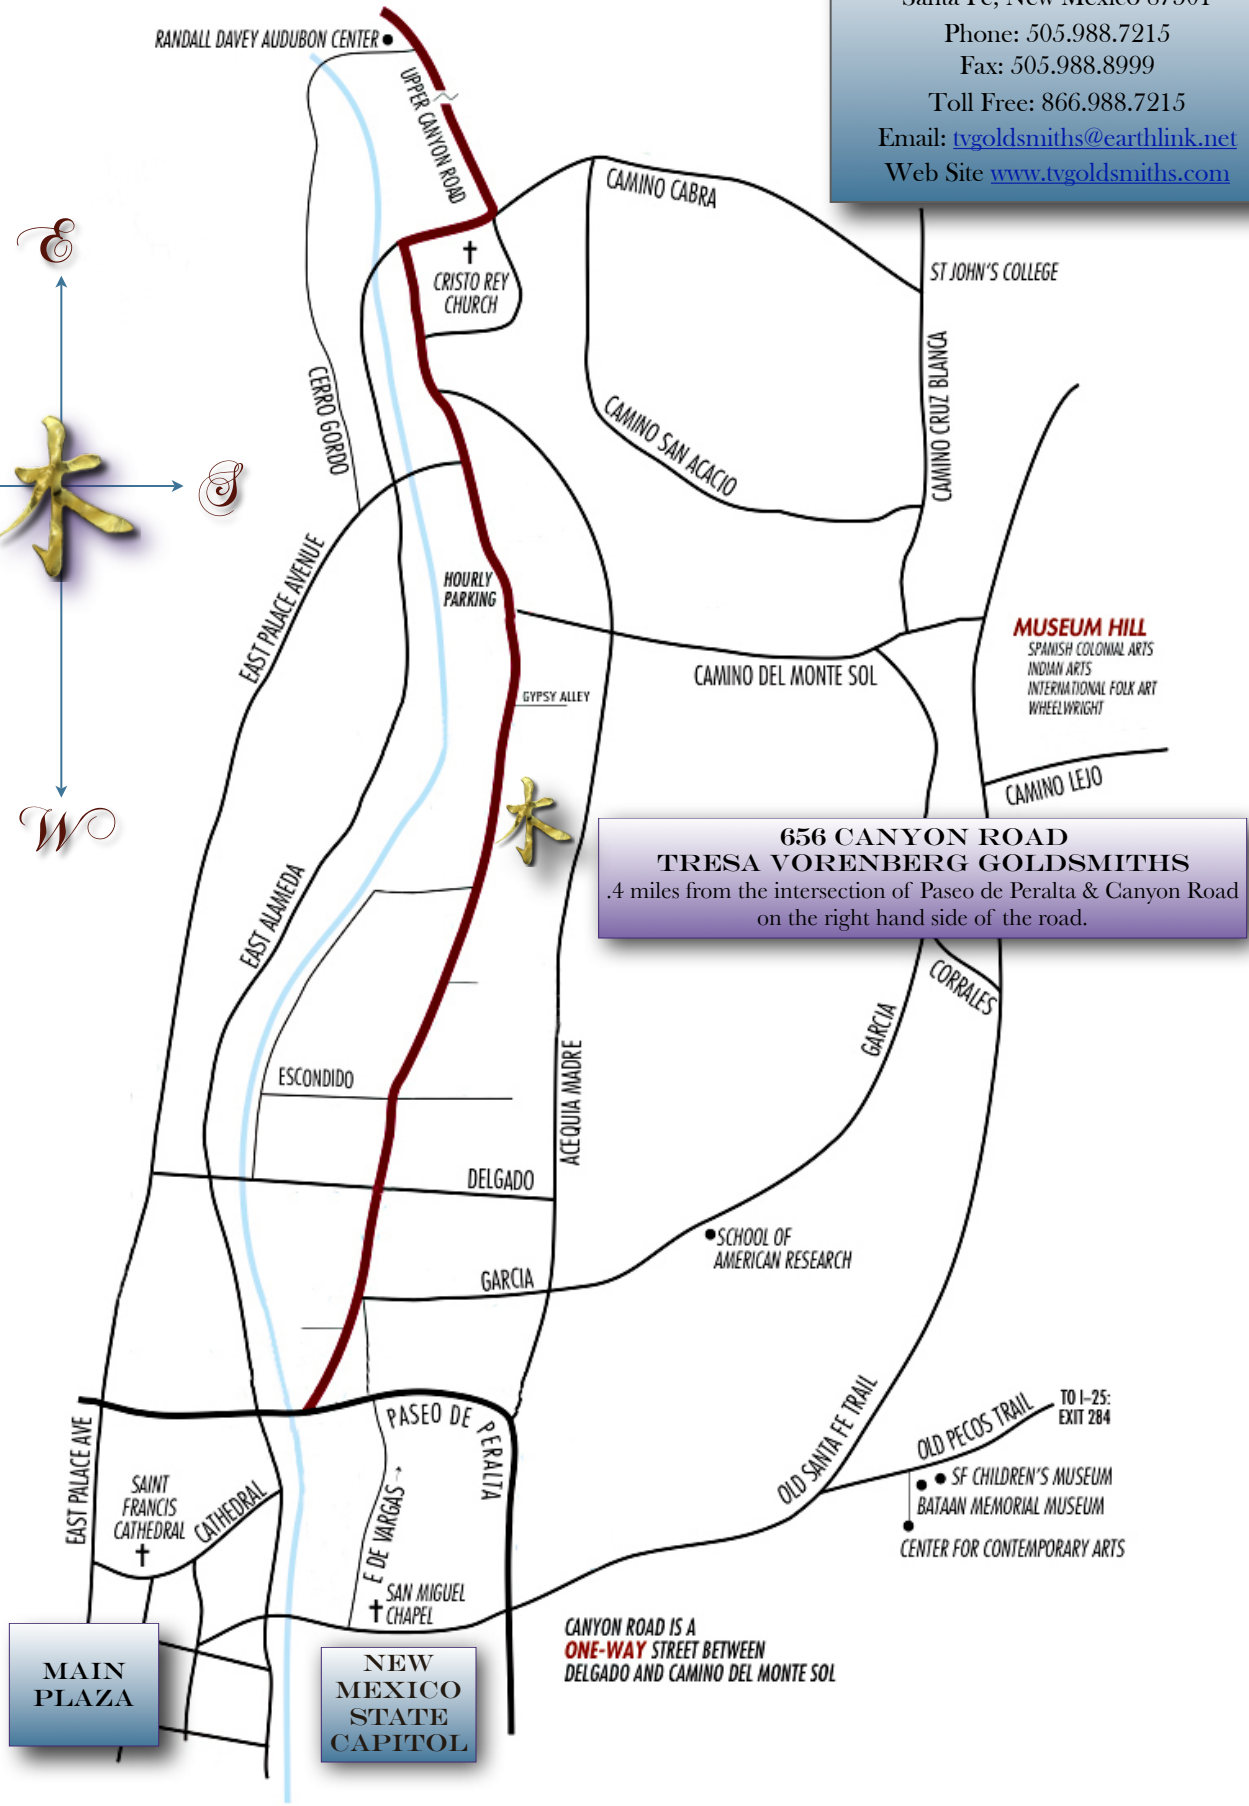 Santa Fe, New Mexico 87501
Phone: 505.988.7215
Fax: 505.988.8999
Toll Free: 866.988.7215
Email: tvgoldsmiths@earthlink.net
Web Site www.tvgoldsmiths.com
RANDALL DAVEY AUDUBON CENTER
UPPER CANYON ROAD
CAMINO CABRA
E
CRISTO REY
CHURCH
ST JOHN'S COLLEGE
CERRO GORDO
CAMINO SAN ACACIO
CAMINO CRUZ BLANCA
木
S
EAST PALACE AVENUE
HOURLY
PARKING
MUSEUM HILL
SPANISH COLONIAL ARTS
INDIAN ARTS
INTERNATIONAL FOLK ART
WHEELWRIGHT
CAMINO DEL MONTE SOL
GYPSY ALLEY
CAMINO LEJO
W
木
656 CANYON ROAD
TRESA VORENBERG GOLDSMITHS
.4 miles from the intersection of Paseo de Peralta & Canyon Road
on the right hand side of the road.
EAST ALAMEDA
CORRALES
GARCIA
ESCONDIDO
ACEQUIA MADRE
DELGADO
SCHOOL OF
AMERICAN RESEARCH
GARCIA
PASEO DE PERALTA
OLD SANTA FE TRAIL
OLD PECOS TRAIL
TO I-25:
EXIT 284
EAST PALACE AVE
SAINT
FRANCIS
CATHEDRAL
CATHEDRAL
E DE VARGAS →
SF CHILDREN'S MUSEUM
BATAAN MEMORIAL MUSEUM
CENTER FOR CONTEMPORARY ARTS
SAN MIGUEL
CHAPEL
CANYON ROAD IS A
ONE-WAY STREET BETWEEN
DELGADO AND CAMINO DEL MONTE SOL
MAIN
PLAZA
NEW
MEXICO
STATE
CAPITOL